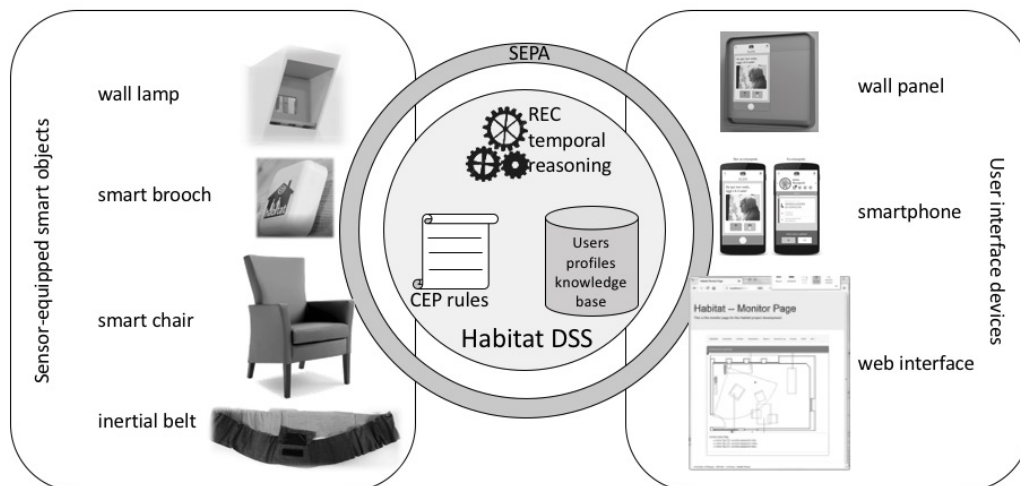 Sensor-equipped smart objects
wall lamp
smart brooch
habitat
smart chair
inertial belt
SEPA
REC
temporal
reasoning
CEP rules
Users
profiles
knowledge
base
Habitat DSS
wall panel
smartphone
web interface
User interface devices
Habitat -- Monitor Page